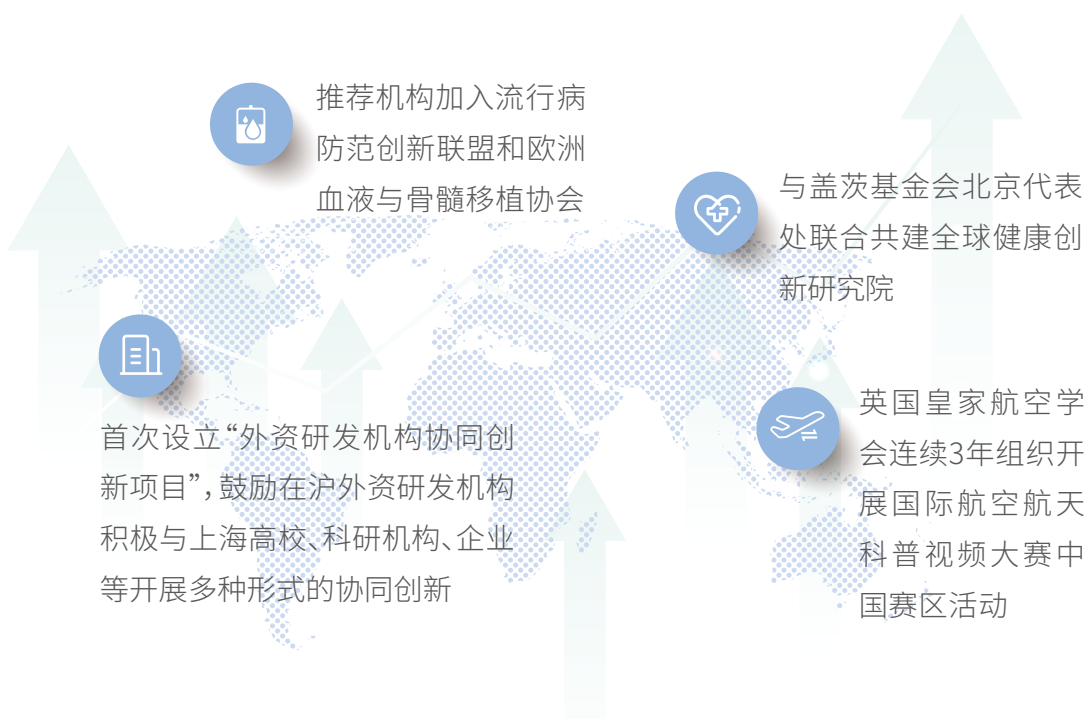 推荐机构加入流行病
防范创新联盟和欧洲
血液与骨髓移植协会
与盖茨基金会北京代表
处联合共建全球健康创
新研究院
首次设立“外资研发机构协同创
新项目”,鼓励在沪外资研发机构
积极与上海高校、科研机构、企业
等开展多种形式的协同创新
英国皇家航空学
会连续3年组织开
展国际航空航天
科普视频大赛中
国赛区活动